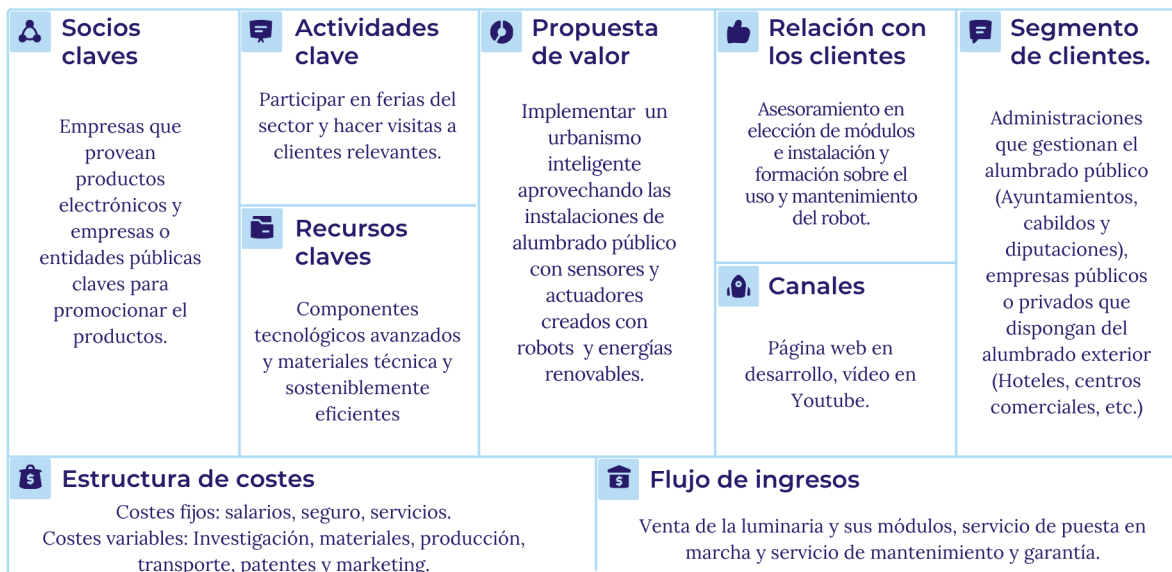 Socios
claves
Empresas que
provean
productos
electrónicos y
empresas o
entidades públicas
claves para
promocionar el
productos.
Actividades
clave
Participar en ferias del
sector y hacer visitas a
clientes relevantes.
Recursos
claves
Componentes
tecnológicos avanzados
y materiales técnica y
sosteniblemente
eficientes
Propuesta
de valor
Implementar un
urbanismo
inteligente
aprovechando las
instalaciones de
alumbrado público
con sensores y
actuadores
creados con
robots y energías
renovables.
Relación con
los clientes
Asesoramiento en
elección de módulos
e instalación y
formación sobre el
uso y mantenimiento
del robot.
Canales
Página web en
desarrollo, vídeo en
Youtube.
Segmento
de clientes.
Administraciones
que gestionan el
alumbrado público
(Ayuntamientos,
cabildos y
diputaciones),
empresas públicos
o privados que
dispongan del
alumbrado exterior
(Hoteles, centros
comerciales, etc.)
Estructura de costes
Costes fijos: salarios, seguro, servicios.
Costes variables: Investigación, materiales, producción,
transporte, patentes y marketing.
Flujo de ingresos
Venta de la luminaria y sus módulos, servicio de puesta en
marcha y servicio de mantenimiento y garantía.